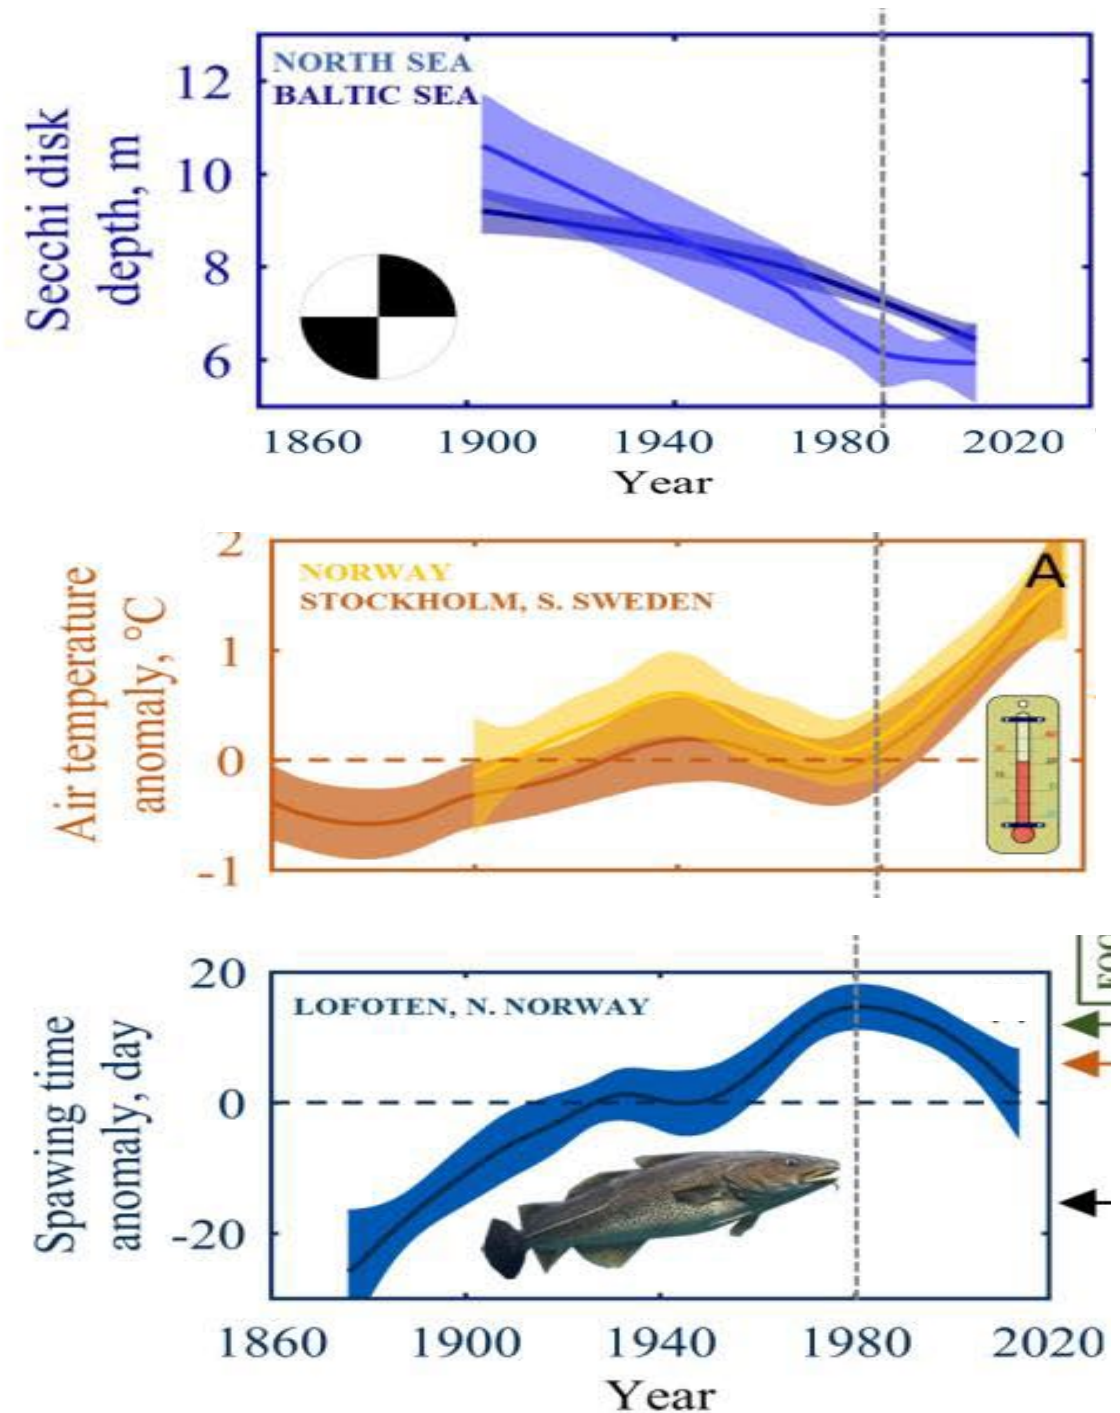 NORTH SEA
BALTIC SEA
Secchi disk
depth, m
12
10
8
6
1860 1900 1940 1980 2020
Year
NORWAY
STOCKHOLM, S. SWEDEN
A
Air temperature
anomaly, °C
2
1
0
-1
LOFOTEN, N. NORWAY
Spawing time
anomaly, day
20
0
-20
1860 1900 1940 1980 2020
Year